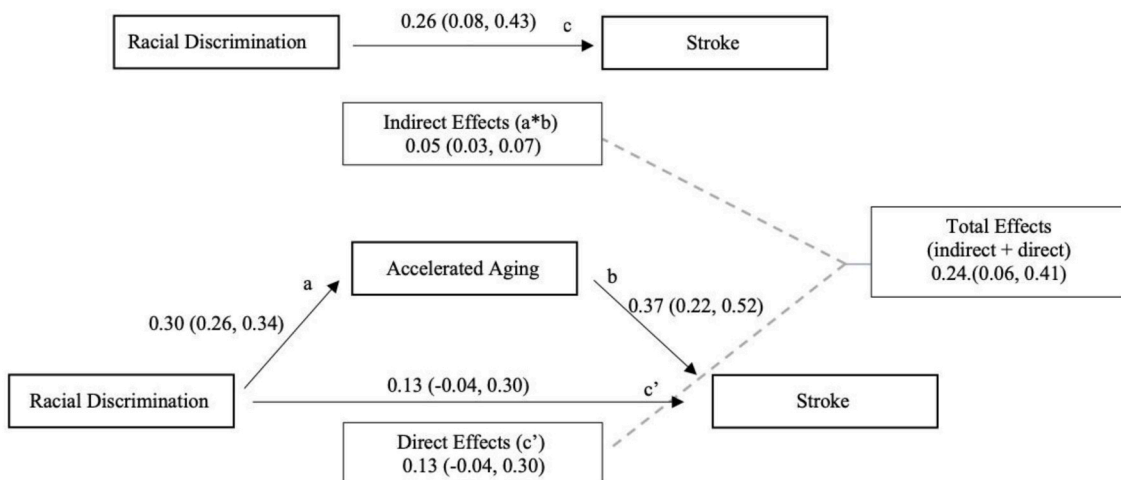 0.26 (0.08, 0.43)
c
Racial Discrimination
Stroke
Indirect Effects (a*b)
0.05 (0.03, 0.07)
Total Effects
(indirect + direct)
0.24.(0.06, 0.41)
Accelerated Aging
a
b
0.30 (0.26, 0.34)
0.37 (0.22, 0.52)
0.13 (-0.04, 0.30)
c’
Racial Discrimination
Stroke
Direct Effects (c’)
0.13 (-0.04, 0.30)